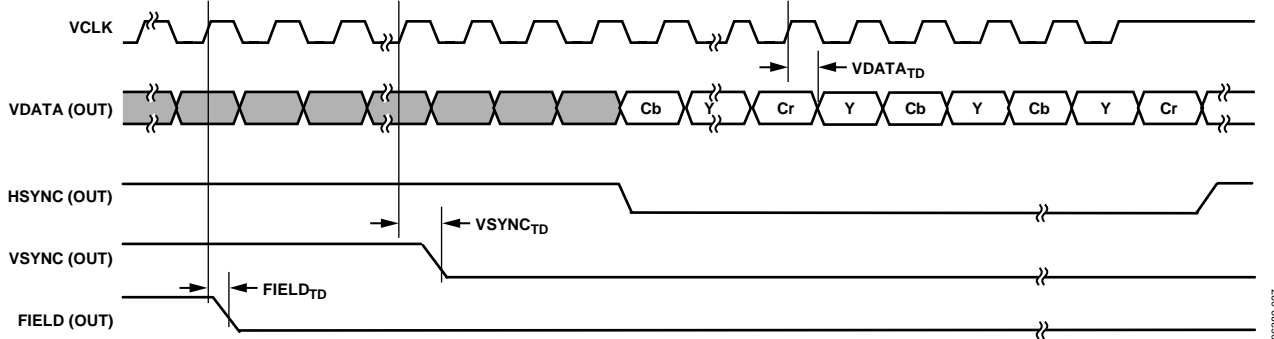 VCLK
VDATA_TD
VDATA (OUT)
Cb Y Cr Y Cb Y Cb Y Cr
HSYNC (OUT)
VSYNC_TD
VSYNC (OUT)
FIELD_TD
FIELD (OUT)